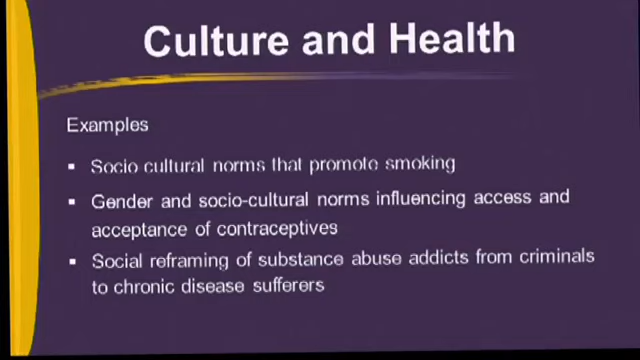 Culture and Health
Examples
▪ Socio cultural norms that promote smoking
▪ Gender and socio-cultural norms influencing access and
acceptance of contraceptives
▪ Social reframing of substance abuse addicts from criminals
to chronic disease sufferers